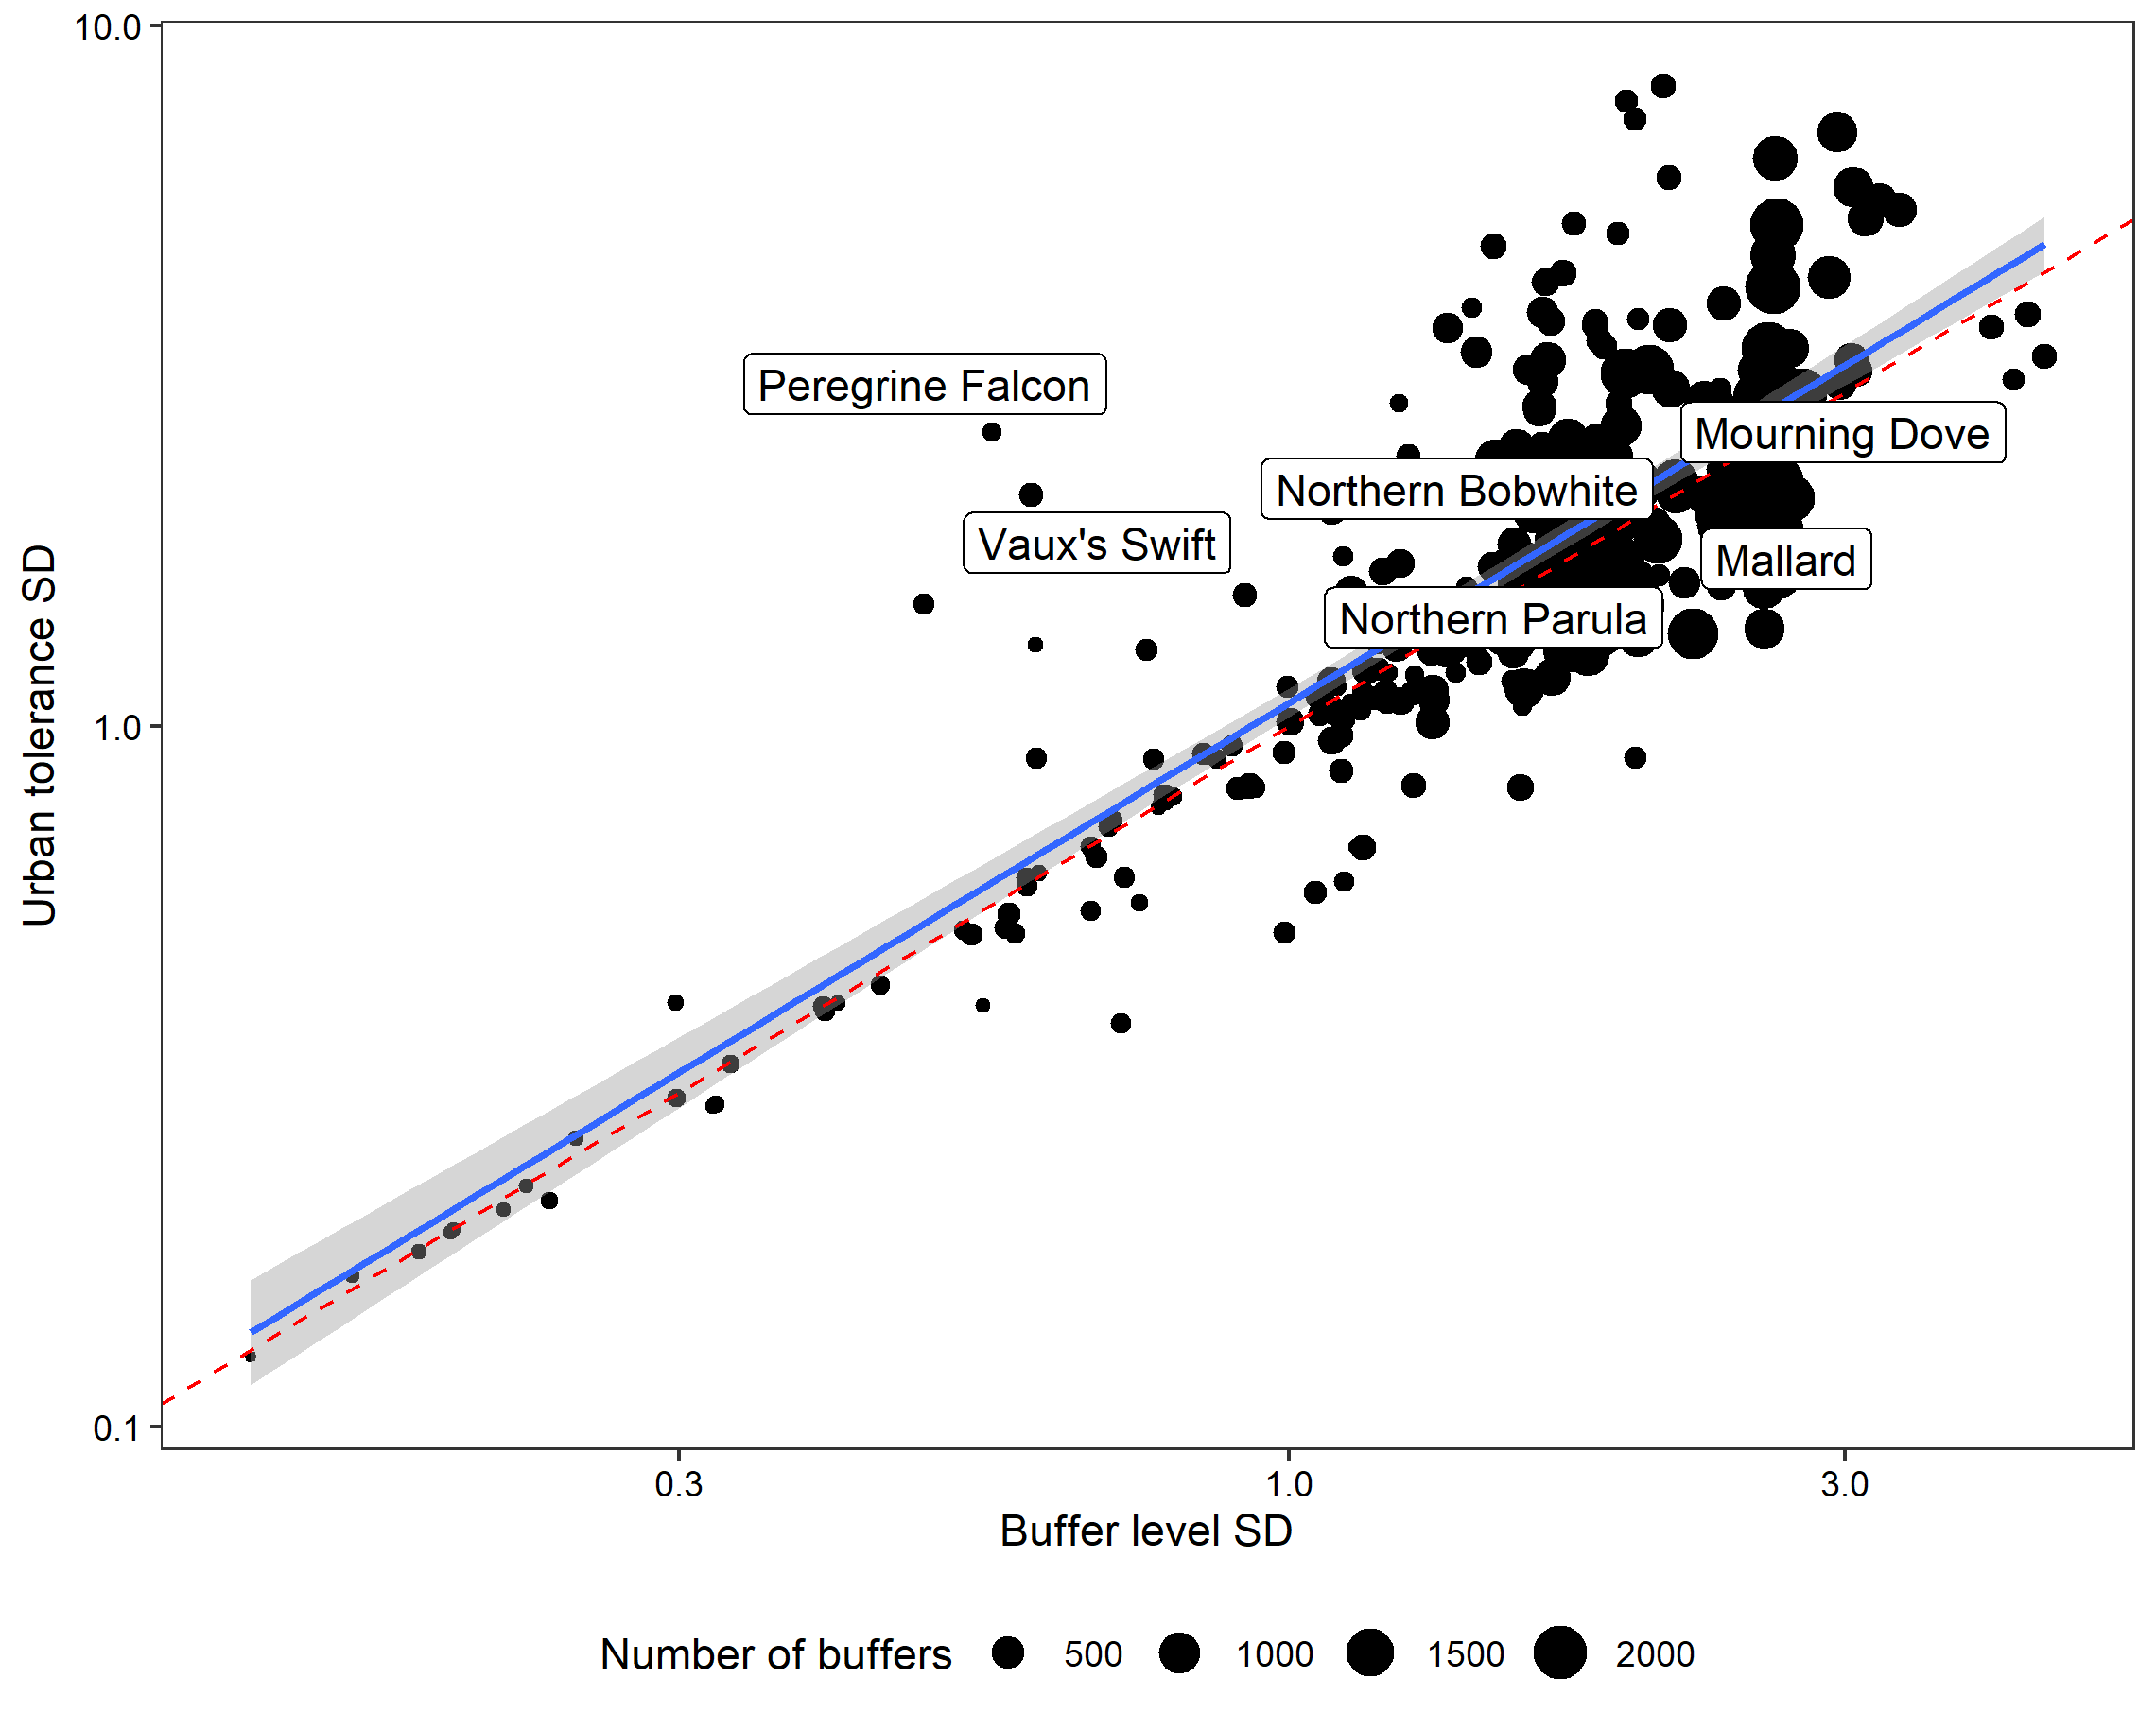 10.0
1.0
0.1
Urban tolerance SD
Peregrine Falcon
Mourning Dove
Northern Bobwhite
Vaux's Swift
Mallard
Northern Parula
0.3 1.0 3.0
Buffer level SD
Number of buffers 500 1000 1500 2000